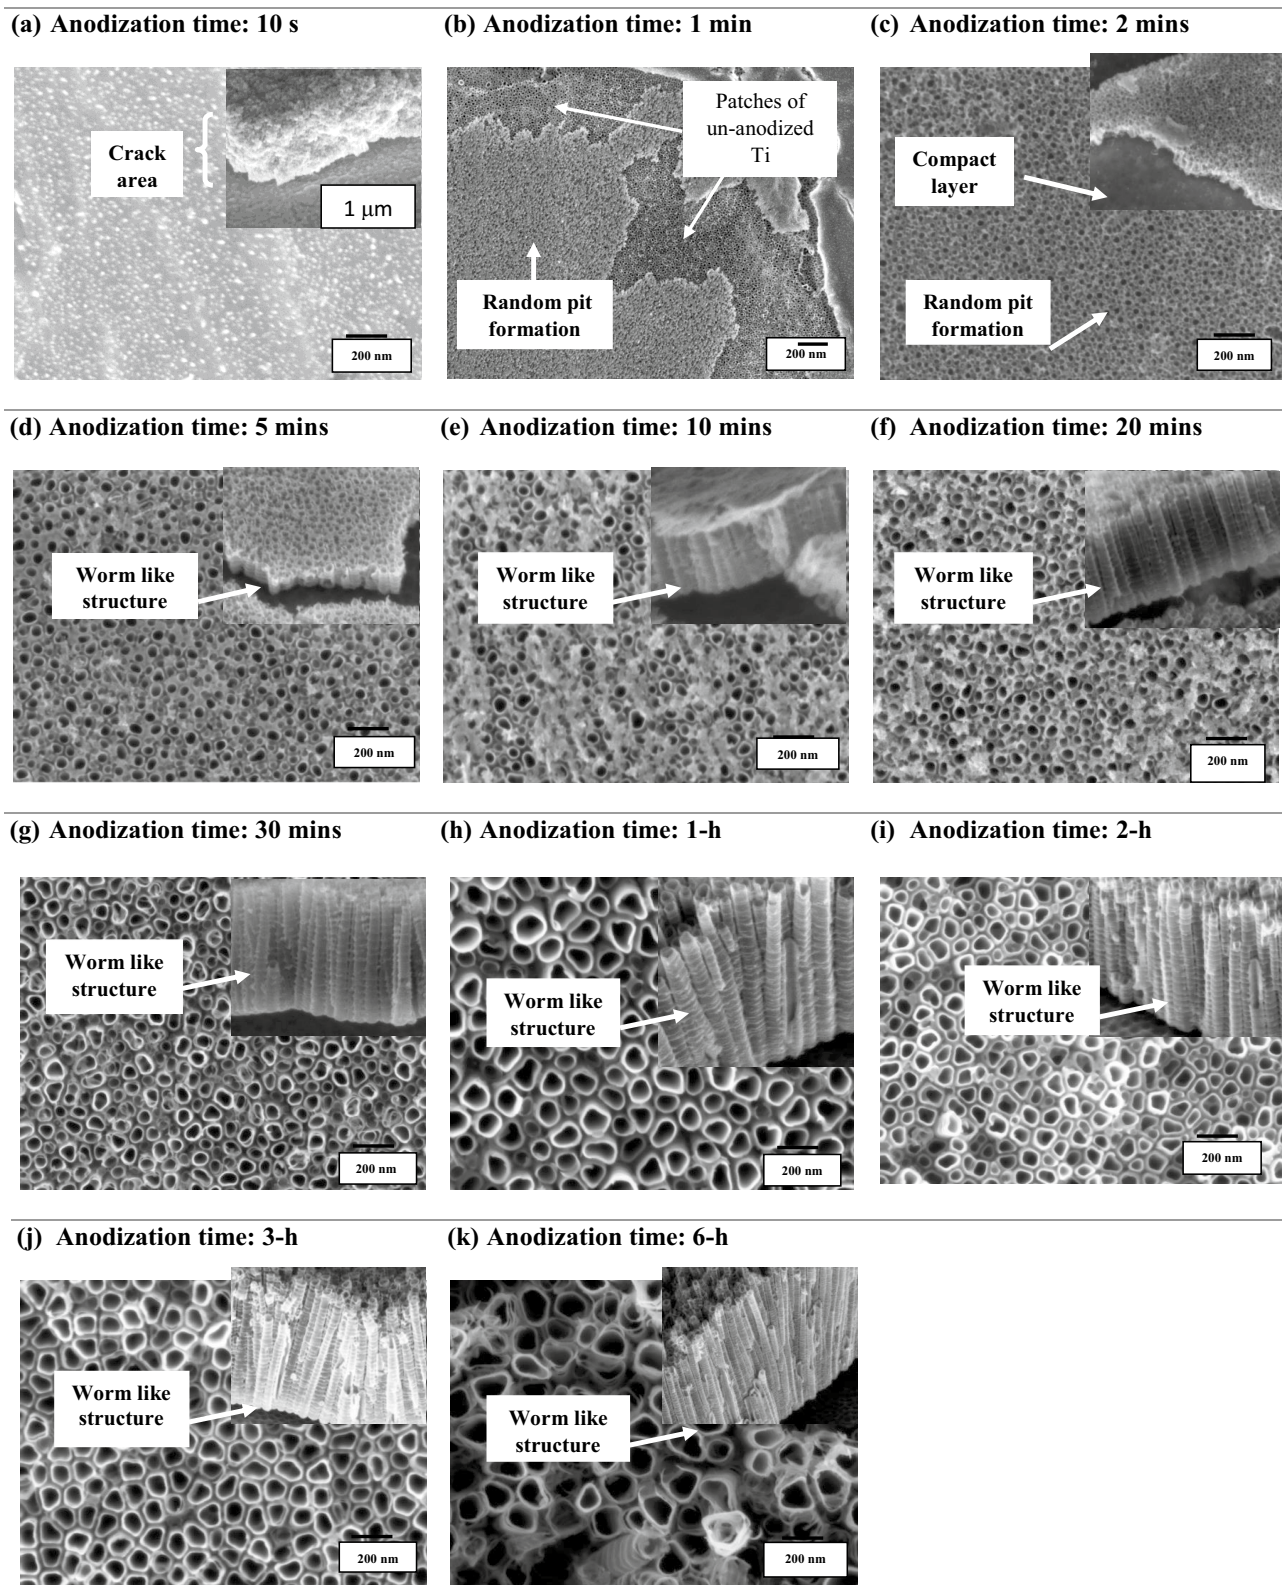 (a) Anodization time: 10 s
(b) Anodization time: 1 min
(c) Anodization time: 2 mins
Crack
area
1 µm
200 nm
Patches of
un-anodized
Ti
Random pit
formation
200 nm
Compact
layer
Random pit
formation
200 nm
(d) Anodization time: 5 mins
(e) Anodization time: 10 mins
(f) Anodization time: 20 mins
Worm like
structure
200 nm
Worm like
structure
200 nm
Worm like
structure
200 nm
(g) Anodization time: 30 mins
(h) Anodization time: 1-h
(i) Anodization time: 2-h
Worm like
structure
200 nm
Worm like
structure
200 nm
Worm like
structure
200 nm
(j) Anodization time: 3-h
(k) Anodization time: 6-h
Worm like
structure
200 nm
Worm like
structure
200 nm